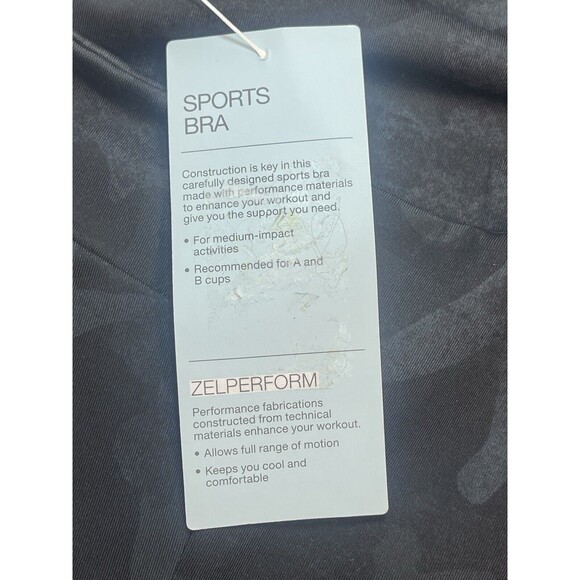 SPORTS
BRA
Construction is key in this
carefully designed sports bra
made with performance materials
to enhance your workout and
give you the support you need.
• For medium-impact
activities
• Recommended for A and
B cups
ZELPERFORM
Performance fabrications
constructed from technical
materials enhance your workout.
• Allows full range of motion
• Keeps you cool and
comfortable